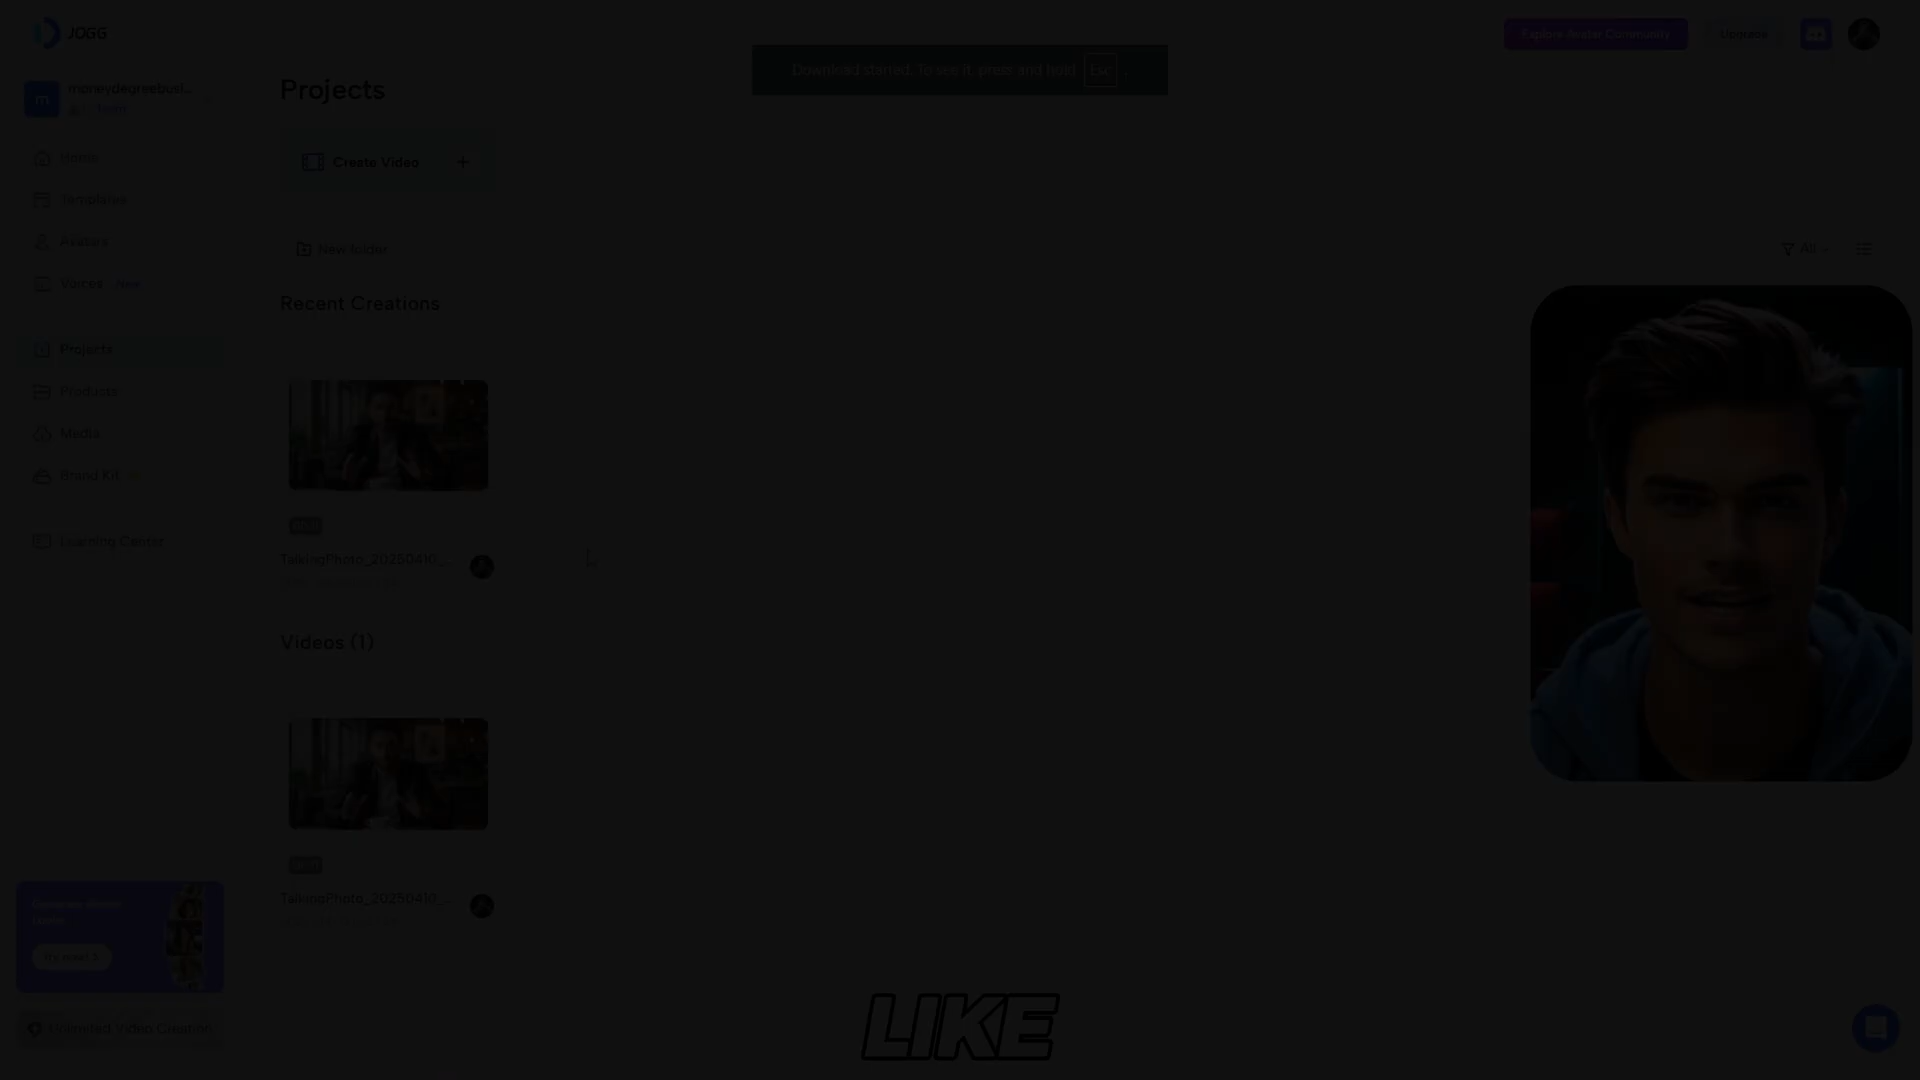 JOGG
Explore Avatar Community
Upgrade
Download started. To see it, press and hold Esc
m
moneydegreebusi...
Team
Projects
Home
Create Video +
Templates
Avatars
New folder
All
Voices New
Recent Creations
Projects
Products
Media
Brand Kit
Learning Center
TalkingPhoto_20250410_...
Videos (1)
TalkingPhoto_20250410_...
Unlimited Video Creation
LIKE